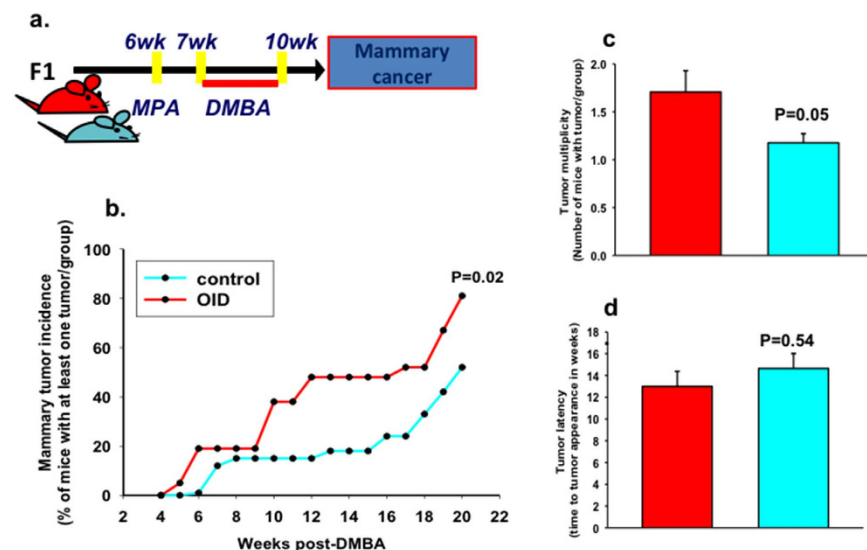 a.
6wk 7wk 10wk
F1
MPA DMBA
Mammary
cancer
b.
Mammary tumor incidence
(% of mice with at least one tumor/group)
100
80
60
40
20
0
control
OID
P=0.02
2 4 6 8 10 12 14 16 18 20 22
Weeks post-DMBA
c
Tumor multiplicity
(Number of mice with tumor/group)
2.0
1.5
1.0
0.5
0.0
P=0.05
d
Tumor latency
(time to tumor appearance in weeks)
18
16
14
12
10
8
6
4
2
0
P=0.54